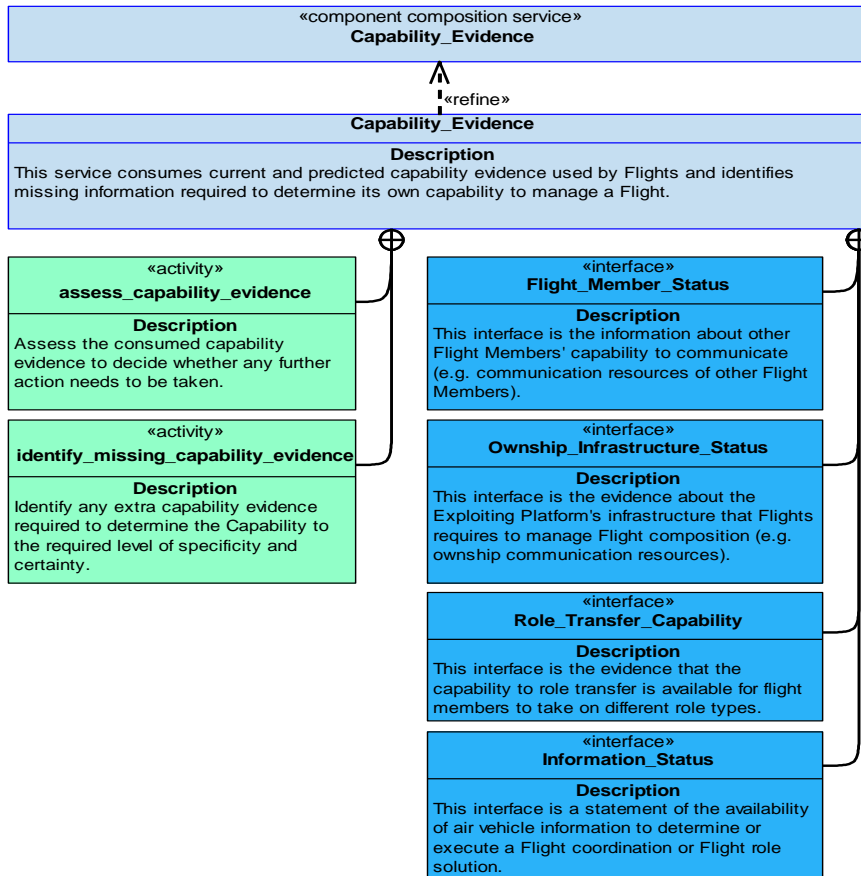 «component composition service»
Capability_Evidence
«refine»
Capability_Evidence
Description
This service consumes current and predicted capability evidence used by Flights and identifies
missing information required to determine its own capability to manage a Flight.
«activity»
assess_capability_evidence
Description
Assess the consumed capability
evidence to decide whether any further
action needs to be taken.
«activity»
identify_missing_capability_evidence
Description
Identify any extra capability evidence
required to determine the Capability to
the required level of specificity and
certainty.
«interface»
Flight_Member_Status
Description
This interface is the information about other
Flight Members' capability to communicate
(e.g. communication resources of other Flight
Members).
«interface»
Ownship_Infrastructure_Status
Description
This interface is the evidence about the
Exploiting Platform's infrastructure that Flights
requires to manage Flight composition (e.g.
ownship communication resources).
«interface»
Role_Transfer_Capability
Description
This interface is the evidence that the
capability to role transfer is available for flight
members to take on different role types.
«interface»
Information_Status
Description
This interface is a statement of the availability
of air vehicle information to determine or
execute a Flight coordination or Flight role
solution.